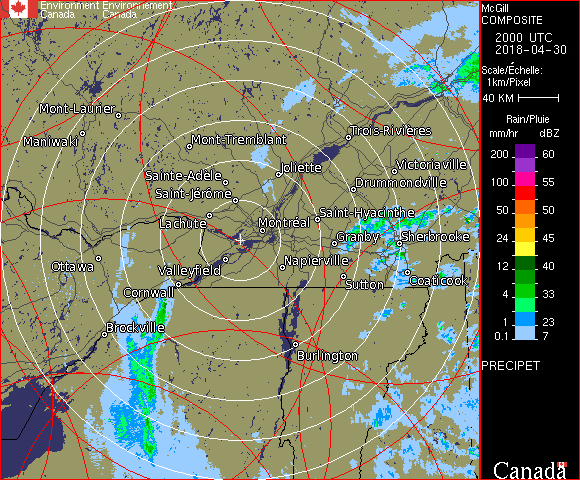 Environment Environnement
Canada Canada
McGill
COMPOSITE
2000 UTC
2018-04-30
Scale/Échelle:
1km/Pixel
40 KM
Rain/Pluie
mm/hr dBZ
200 60
100 55
50 50
24 45
12 40
4 33
2 23
0.1 7
PRECIPET
Canada
Mont-Laurier
Maniwaki
Mont-Tremblant
Trois-Rivières
Sainte-Adèle
Joliette
Victoriaville
Saint-Jérôme
Drummondville
Lachute
Montréal
Saint-Hyacinthe
Granby
Sherbrooke
Ottawa
Valleyfield
Napierville
Cornwall
Sutton
Coaticook
Brockville
Burlington